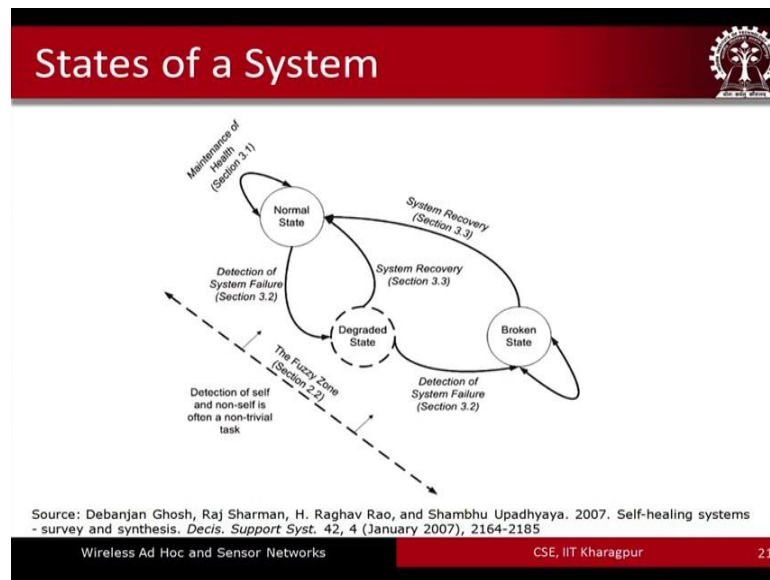 States of a System
Maintenance of
Health
(Section 3.1)
Normal
State
System Recovery
(Section 3.3)
Detection of
System Failure
(Section 3.2)
System Recovery
(Section 3.3)
Degraded
State
Broken
State
The Fuzzy Zone
(Section 2.2)
Detection of
System Failure
(Section 3.2)
Detection of self
and non-self is
often a non-trivial
task
Source: Debanjan Ghosh, Raj Sharman, H. Raghav Rao, and Shambhu Upadhyaya. 2007. Self-healing systems
- survey and synthesis. Decis. Support Syst. 42, 4 (January 2007), 2164-2185
Wireless Ad Hoc and Sensor Networks
CSE, IIT Kharagpur
21